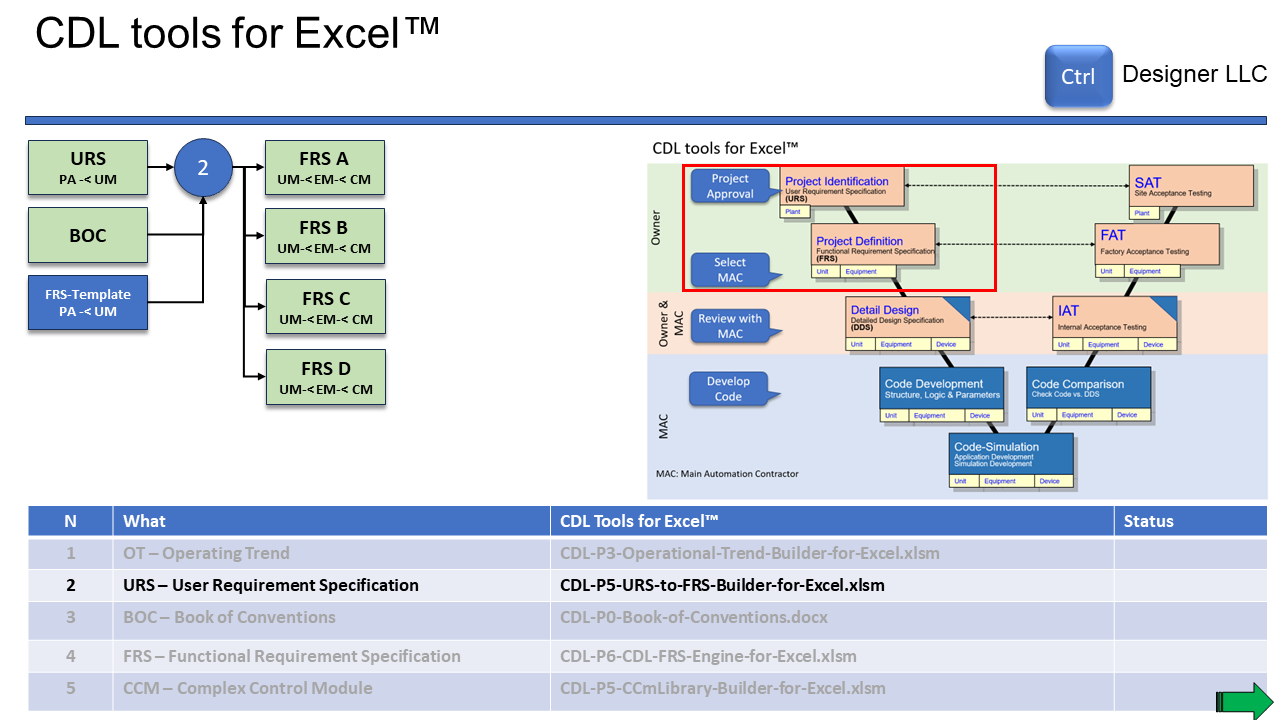 CDL tools for Excel™
Ctrl
Designer LLC
URS
PA -< UM
BOC
FRS-Template
PA -< UM
2
FRS A
UM-< EM-< CM
FRS B
UM-< EM-< CM
FRS C
UM-< EM-< CM
FRS D
UM-< EM-< CM
CDL tools for Excel™
Owner
Project
Approval
Project Identification
User Requirement Specification
(URS)
Plant
SAT
Site Acceptance Testing
Plant
Select
MAC
Project Definition
Functional Requirement Specification
(FRS)
Unit Equipment
FAT
Factory Acceptance Testing
Unit Equipment
Owner &
MAC
Review with
MAC
Detail Design
Detailed Design Specification
(DDS)
Unit Equipment Device
IAT
Internal Acceptance Testing
Unit Equipment Device
MAC
Develop
Code
Code Development
Structure, Logic & Parameters
Unit Equipment Device
Code Comparison
Check Code vs. DDS
Unit Equipment Device
Code-Simulation
Application Development
Simulation Development
Unit Equipment Device
MAC: Main Automation Contractor
N What CDL Tools for Excel™ Status
1 OT – Operating Trend CDL-P3-Operational-Trend-Builder-for-Excel.xlsm
2 URS – User Requirement Specification CDL-P5-URS-to-FRS-Builder-for-Excel.xlsm
3 BOC – Book of Conventions CDL-P0-Book-of-Conventions.docx
4 FRS – Functional Requirement Specification CDL-P6-CDL-FRS-Engine-for-Excel.xlsm
5 CCM – Complex Control Module CDL-P5-CCmLibrary-Builder-for-Excel.xlsm